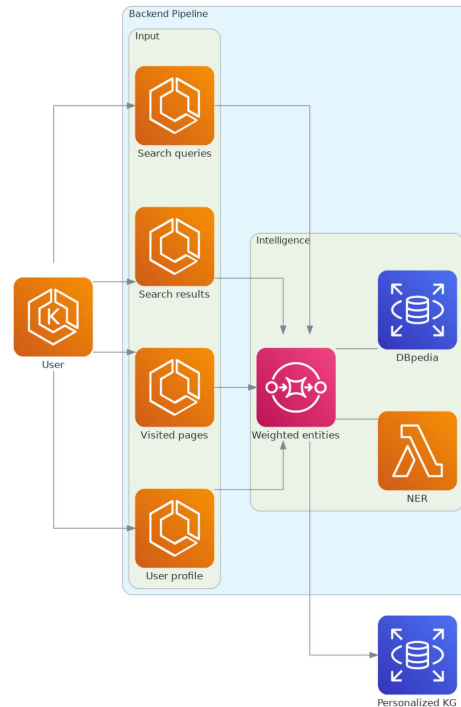 Backend Pipeline
Input
Search queries
Search results
Intelligence
DBpedia
K
User
Visited pages
Weighted entities
NER
User profile
Personalized KG